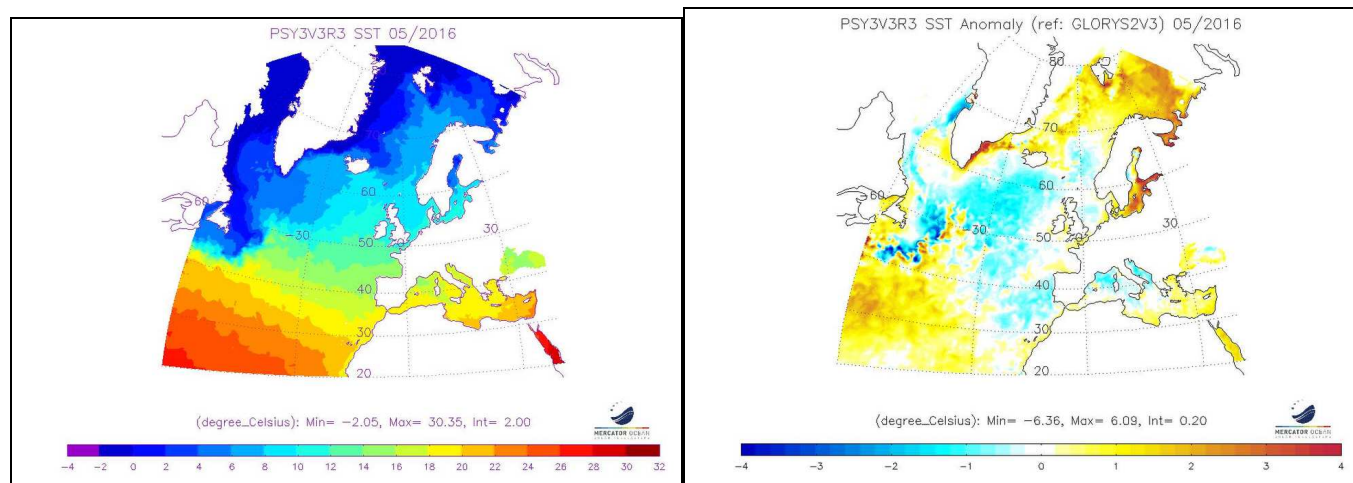 PSY3V3R3 SST 05/2016
80
70
60
60
-30
50
30
40
30
20
(degree_Celsius): Min= -2.05, Max= 30.35, Int= 2.00
MERCATOR OCEAN
-4 -2 0 2 4 6 8 10 12 14 16 18 20 22 24 26 28 30 32
PSY3V3R3 SST Anomaly (ref: GLORYS2V3) 05/2016
80
70
60
-60
-30
50
30
40
30
20
(degree_Celsius): Min= -6.36, Max= 6.09, Int= 0.20
MERCATOR OCEAN
-4 -3 -2 -1 0 1 2 3 4